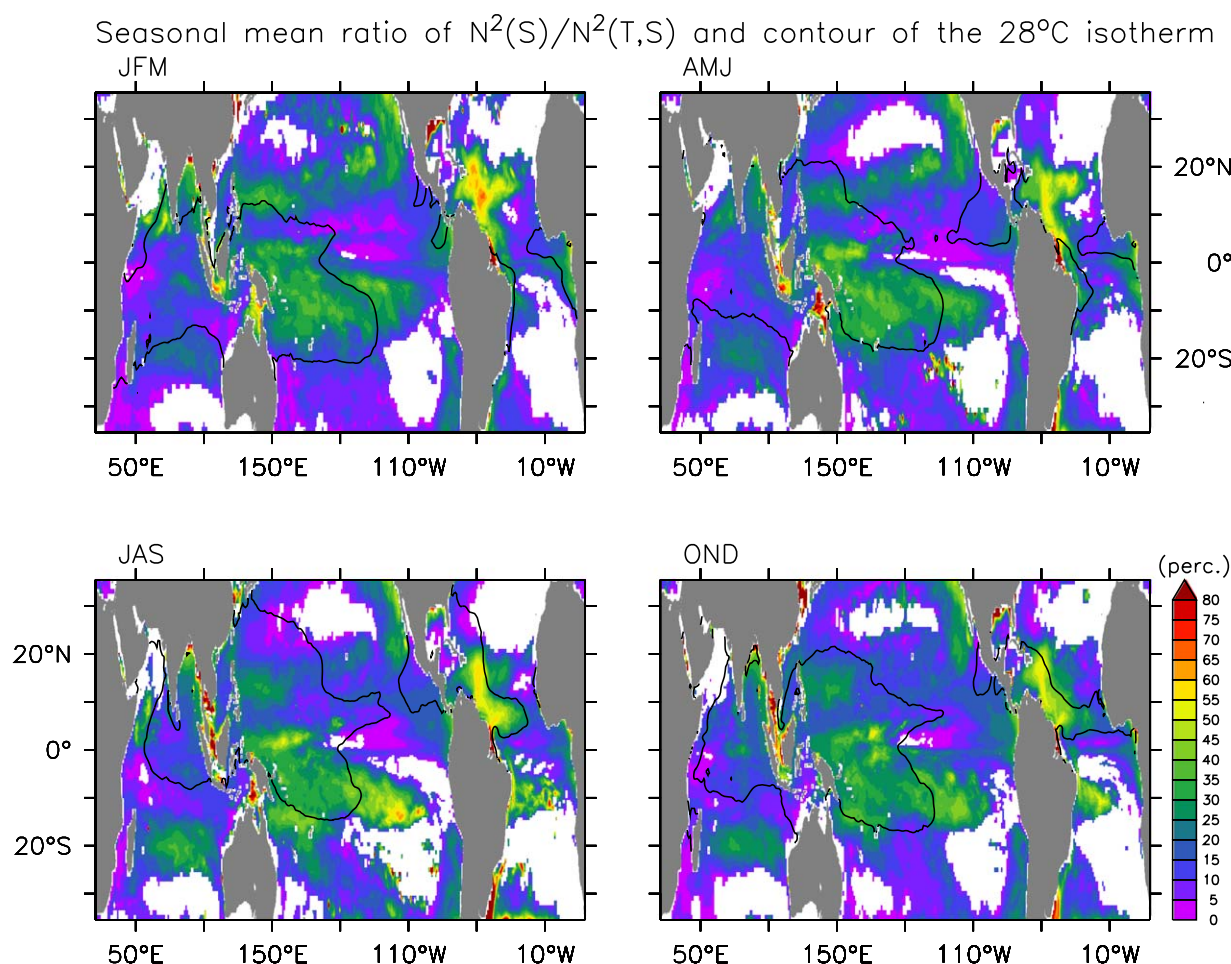 Seasonal mean ratio of N²(S)/N²(T,S) and contour of the 28°C isotherm
JFM
AMJ
20°N
0°
20°S
50°E 150°E 110°W 10°W
50°E 150°E 110°W 10°W
JAS
OND
(perc.)
20°N
0°
20°S
80
75
70
65
60
55
50
45
40
35
30
25
20
15
10
5
0
50°E 150°E 110°W 10°W
50°E 150°E 110°W 10°W